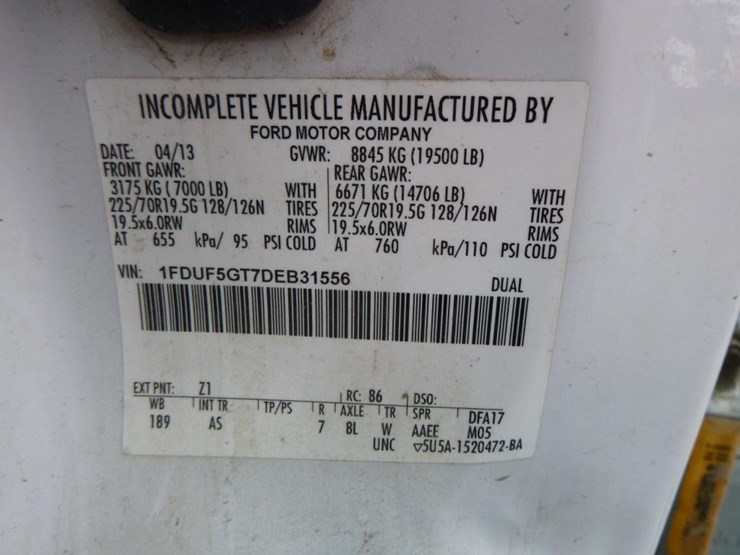 INCOMPLETE VEHICLE MANUFACTURED BY
FORD MOTOR COMPANY
DATE: 04/13 GVWR: 8845 KG (19500 LB)
FRONT GAWR: REAR GAWR:
3175 KG (7000 LB) WITH 6671 KG (14706 LB) WITH
225/70R19.5G 128/126N TIRES 225/70R19.5G 128/126N TIRES
19.5x6.0RW RIMS 19.5x6.0RW RIMS
AT 655 kPa/ 95 PSI COLD AT 760 kPa/110 PSI COLD
VIN: 1FDUF5GT7DEB31556 DUAL
EXT PNT: Z1 RC: 86 DSO:
WB INT TR TP/PS R AXLE TR SPR DFA17
189 AS 7 8L W AAEE M05
UNC ▽5U5A-1520472-BA